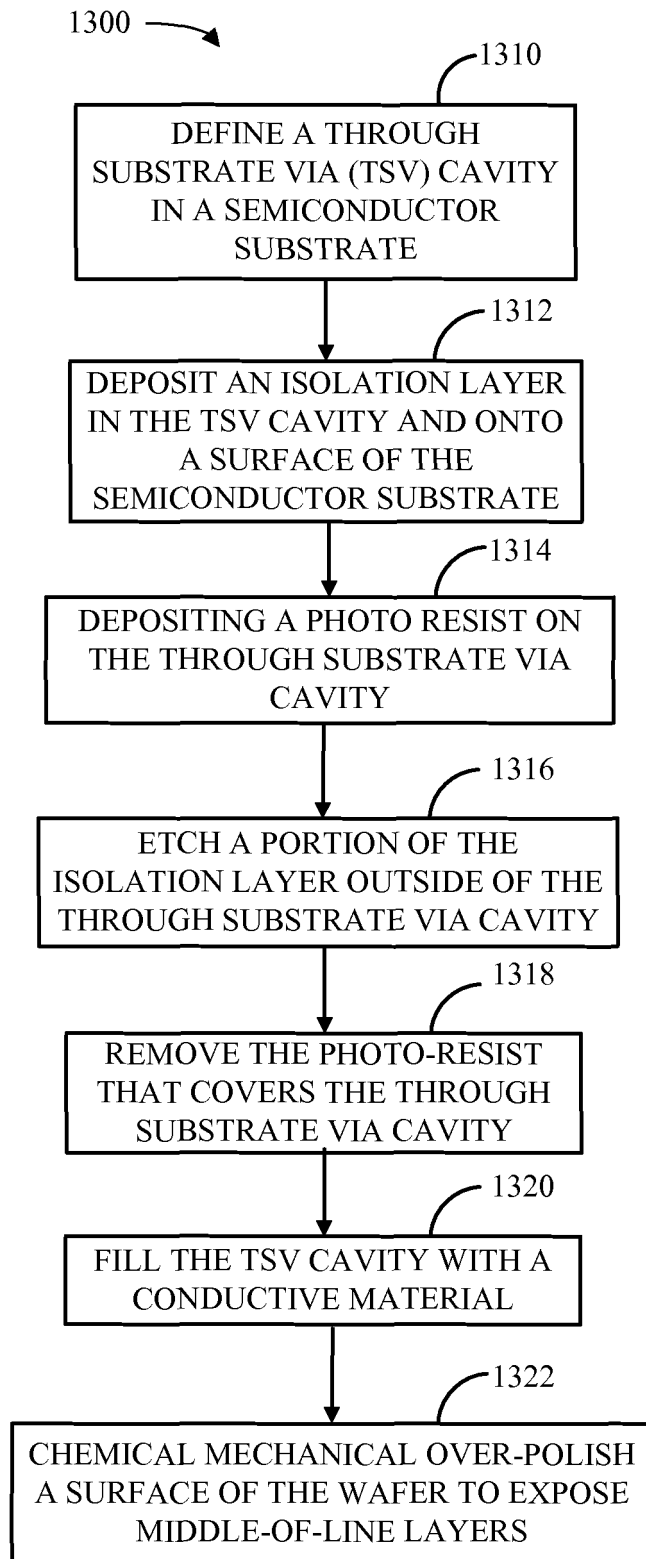 1300
1310
DEFINE A THROUGH
SUBSTRATE VIA (TSV) CAVITY
IN A SEMICONDUCTOR
SUBSTRATE
1312
DEPOSIT AN ISOLATION LAYER
IN THE TSV CAVITY AND ONTO
A SURFACE OF THE
SEMICONDUCTOR SUBSTRATE
1314
DEPOSITING A PHOTO RESIST ON
THE THROUGH SUBSTRATE VIA
CAVITY
1316
ETCH A PORTION OF THE
ISOLATION LAYER OUTSIDE OF THE
THROUGH SUBSTRATE VIA CAVITY
1318
REMOVE THE PHOTO-RESIST
THAT COVERS THE THROUGH
SUBSTRATE VIA CAVITY
1320
FILL THE TSV CAVITY WITH A
CONDUCTIVE MATERIAL
1322
CHEMICAL MECHANICAL OVER-POLISH
A SURFACE OF THE WAFER TO EXPOSE
MIDDLE-OF-LINE LAYERS